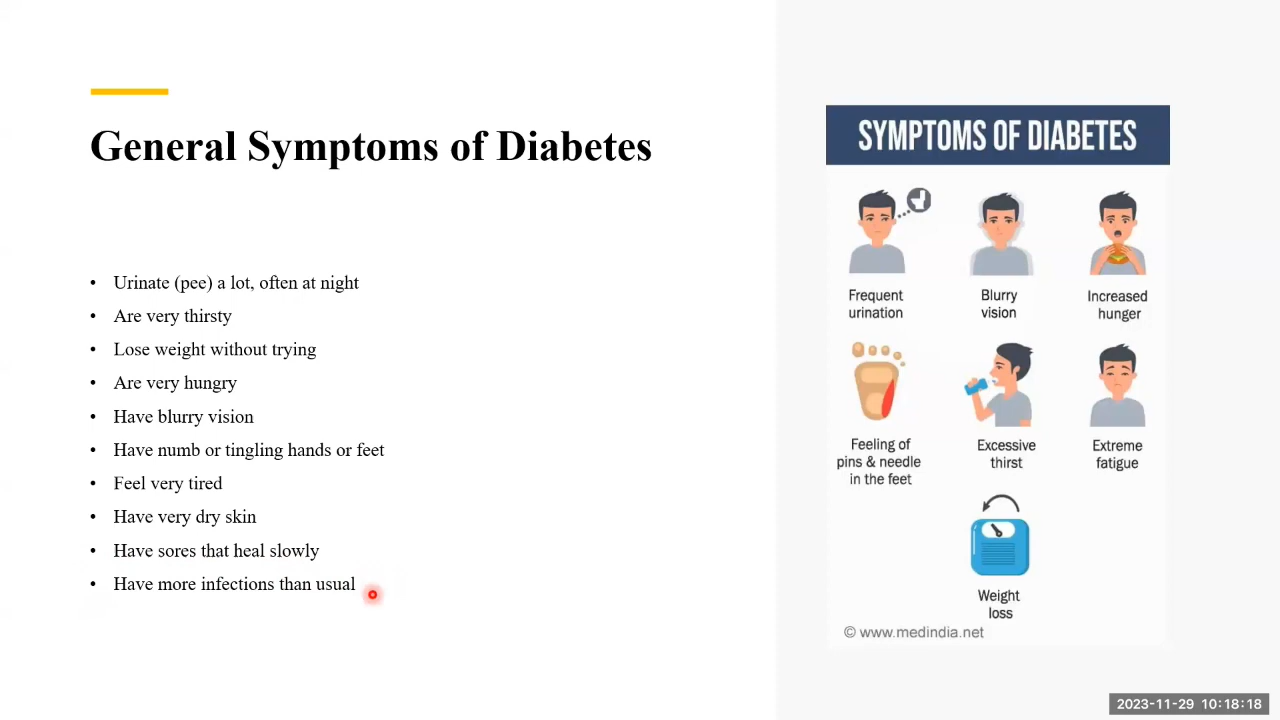 General Symptoms of Diabetes
• Urinate (pee) a lot, often at night
• Are very thirsty
• Lose weight without trying
• Are very hungry
• Have blurry vision
• Have numb or tingling hands or feet
• Feel very tired
• Have very dry skin
• Have sores that heal slowly
• Have more infections than usual
SYMPTOMS OF DIABETES
Frequent
urination
Blurry
vision
Increased
hunger
Feeling of
pins & needle
in the feet
Excessive
thirst
Extreme
fatigue
Weight
loss
© www.medindia.net
2023-11-29 10:18:18